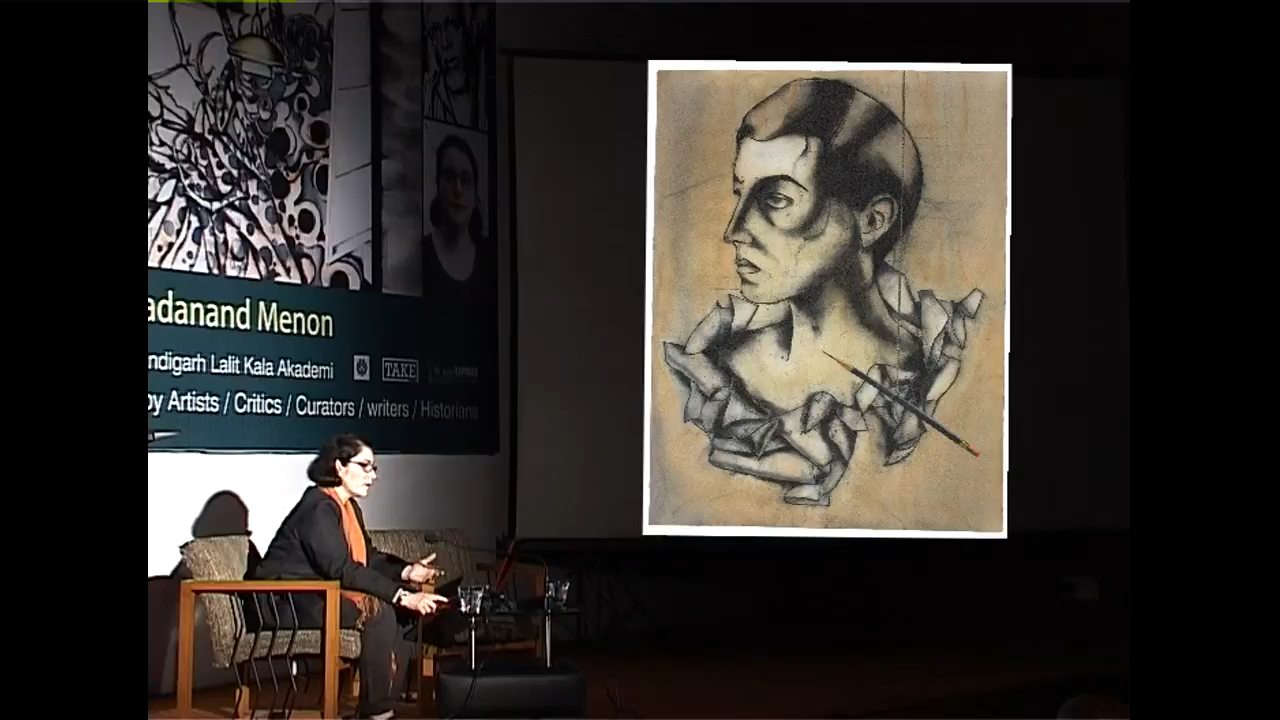 adanand Menon
ndigarh Lalit Kala Akademi TAKE
by Artists / Critics / Curators / writers / Historians